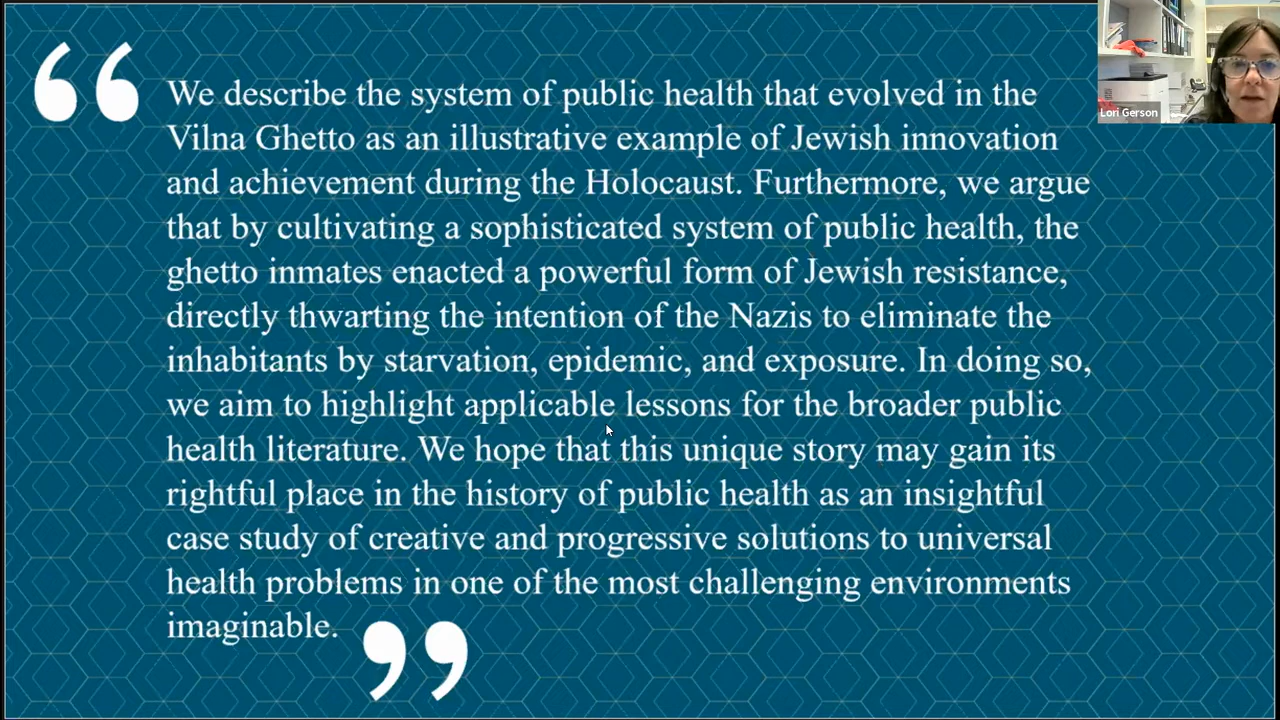 “
We describe the system of public health that evolved in the
Vilna Ghetto as an illustrative example of Jewish innovation
and achievement during the Holocaust. Furthermore, we argue
that by cultivating a sophisticated system of public health, the
ghetto inmates enacted a powerful form of Jewish resistance,
directly thwarting the intention of the Nazis to eliminate the
inhabitants by starvation, epidemic, and exposure. In doing so,
we aim to highlight applicable lessons for the broader public
health literature. We hope that this unique story may gain its
rightful place in the history of public health as an insightful
case study of creative and progressive solutions to universal
health problems in one of the most challenging environments
imaginable. ”
Lori Gerson